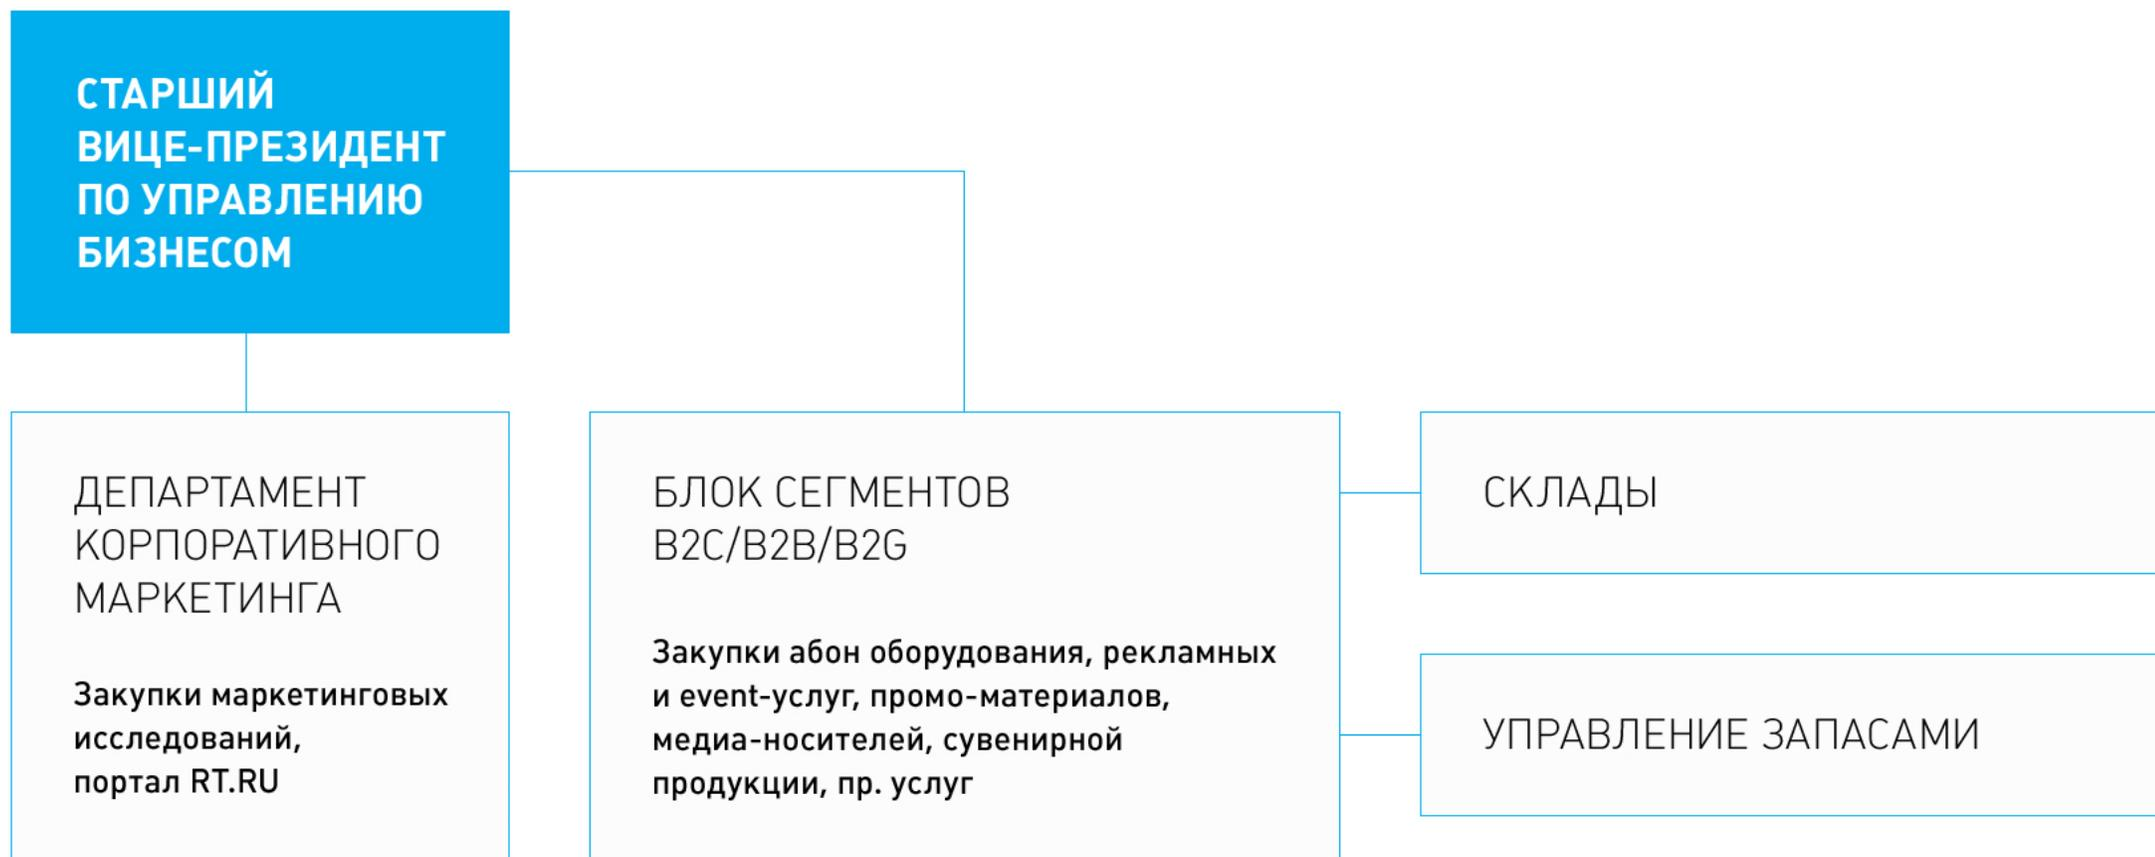 СТАРШИЙ
ВИЦЕ-ПРЕЗИДЕНТ
ПО УПРАВЛЕНИЮ
БИЗНЕСОМ
ДЕПАРТАМЕНТ
КОРПОРАТИВНОГО
МАРКЕТИНГА
Закупки маркетинговых
исследований,
портал RT.RU
БЛОК СЕГМЕНТОВ
B2C/B2B/B2G
Закупки абон оборудования, рекламных
и event-услуг, промо-материалов,
медиа-носителей, сувенирной
продукции, пр. услуг
СКЛАДЫ
УПРАВЛЕНИЕ ЗАПАСАМИ